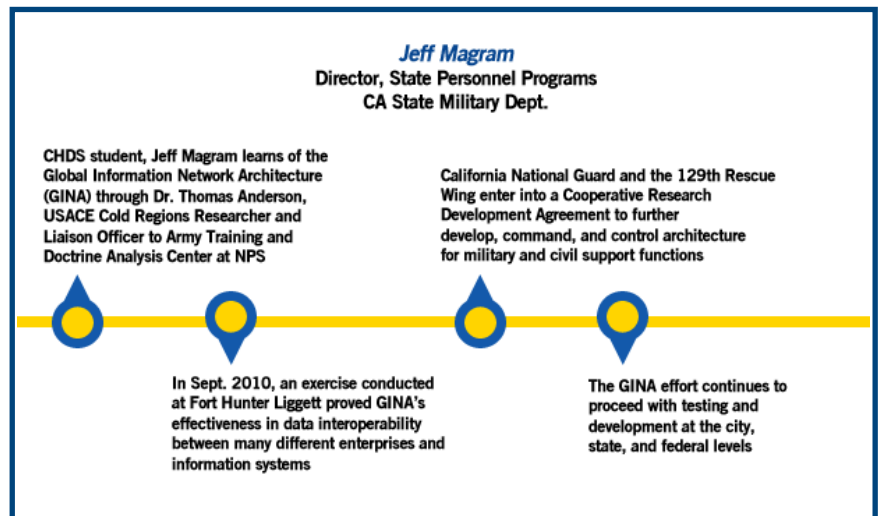 Jeff Magram
Director, State Personnel Programs
CA State Military Dept.
CHDS student, Jeff Magram learns of the
Global Information Network Architecture
(GINA) through Dr. Thomas Anderson,
USACE Cold Regions Researcher and
Liaison Officer to Army Training and
Doctrine Analysis Center at NPS
In Sept. 2010, an exercise conducted
at Fort Hunter Liggett proved GINA's
effectiveness in data interoperability
between many different enterprises and
information systems
California National Guard and the 129th Rescue
Wing enter into a Cooperative Research
Development Agreement to further
develop, command, and control architecture
for military and civil support functions
The GINA effort continues to
proceed with testing and
development at the city,
state, and federal levels